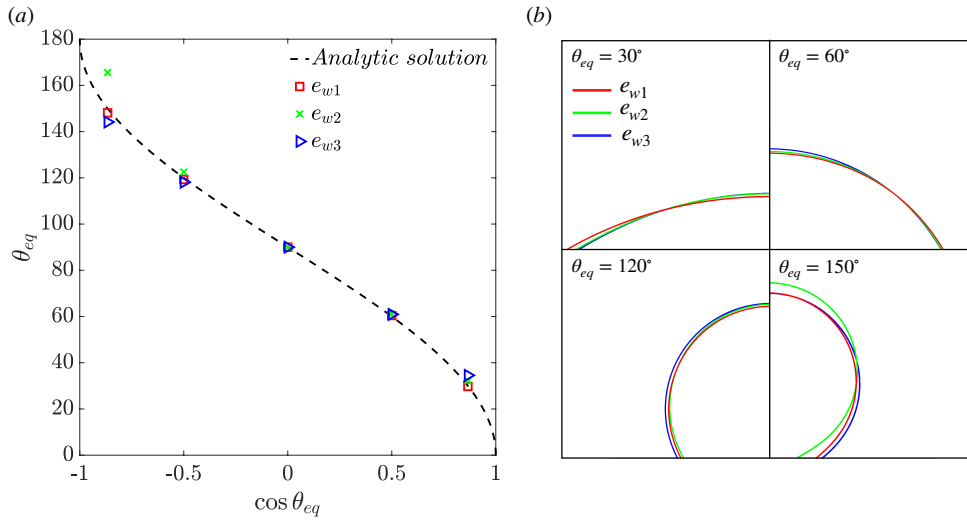 (a)
180
160
140
120
100
80
60
40
20
0
-1
-0.5
0
0.5
1
θeq
cos θeq
Analytic solution
ew1
ew2
ew3
(b)
θeq = 30°
θeq = 60°
ew1
ew2
ew3
θeq = 120°
θeq = 150°